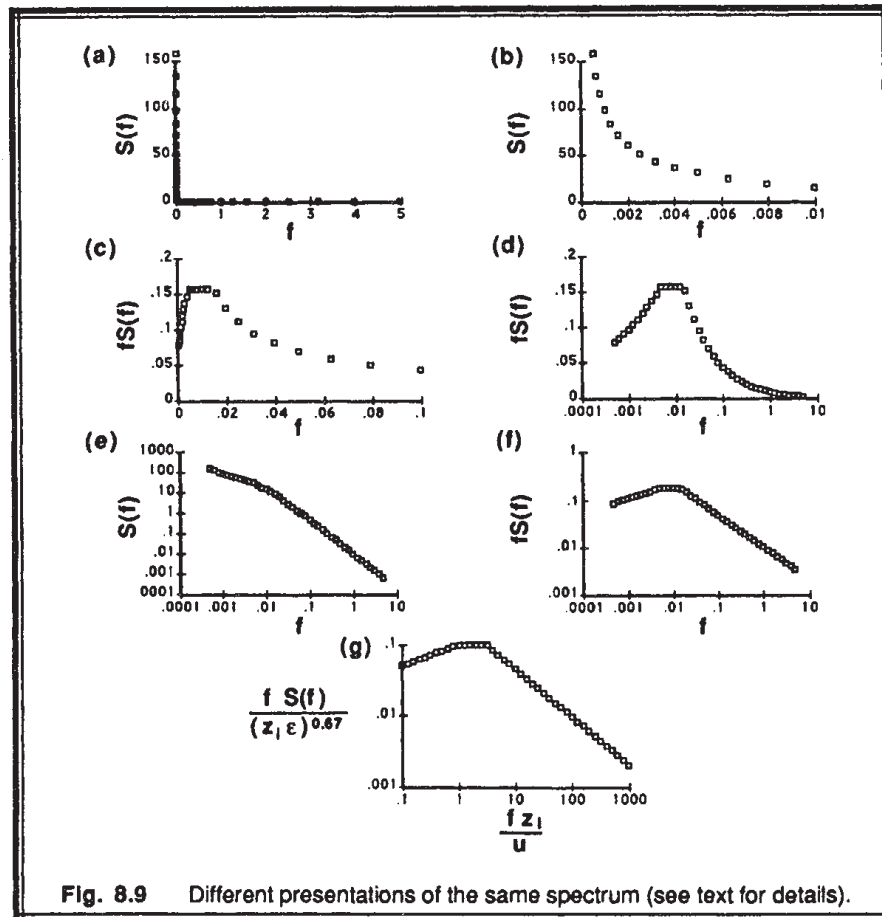 (a)
150
100
50
0
S(f)
0 1 2 3 4 5
f
(b)
150
100
50
0
S(f)
0 .002 .004 .006 .008 .01
f
(c)
.2
.15
.1
.05
0
fS(f)
0 .02 .04 .06 .08 .1
f
(d)
.2
.15
.1
.05
0
fS(f)
.0001 .001 .01 .1 1 10
f
(e)
1000
100
10
1
.1
.01
.001
.0001
S(f)
.0001 .001 .01 .1 1 10
f
(f)
1
.1
.01
.001
fS(f)
.0001 .001 .01 .1 1 10
f
(g)
.1
.01
.001
f S(f)
(z_i ε)^0.67
.1 1 10 100 1000
f z_i
u
Fig. 8.9 Different presentations of the same spectrum (see text for details).